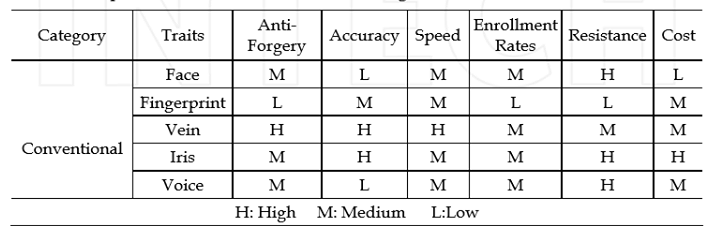 Category Traits Anti-Forgery Accuracy Speed Enrollment Rates Resistance Cost
Conventional
Face M L M M H L
Fingerprint L M M L L M
Vein H H H M M M
Iris M H M M H H
Voice M L M M H M
H: High M: Medium L:Low